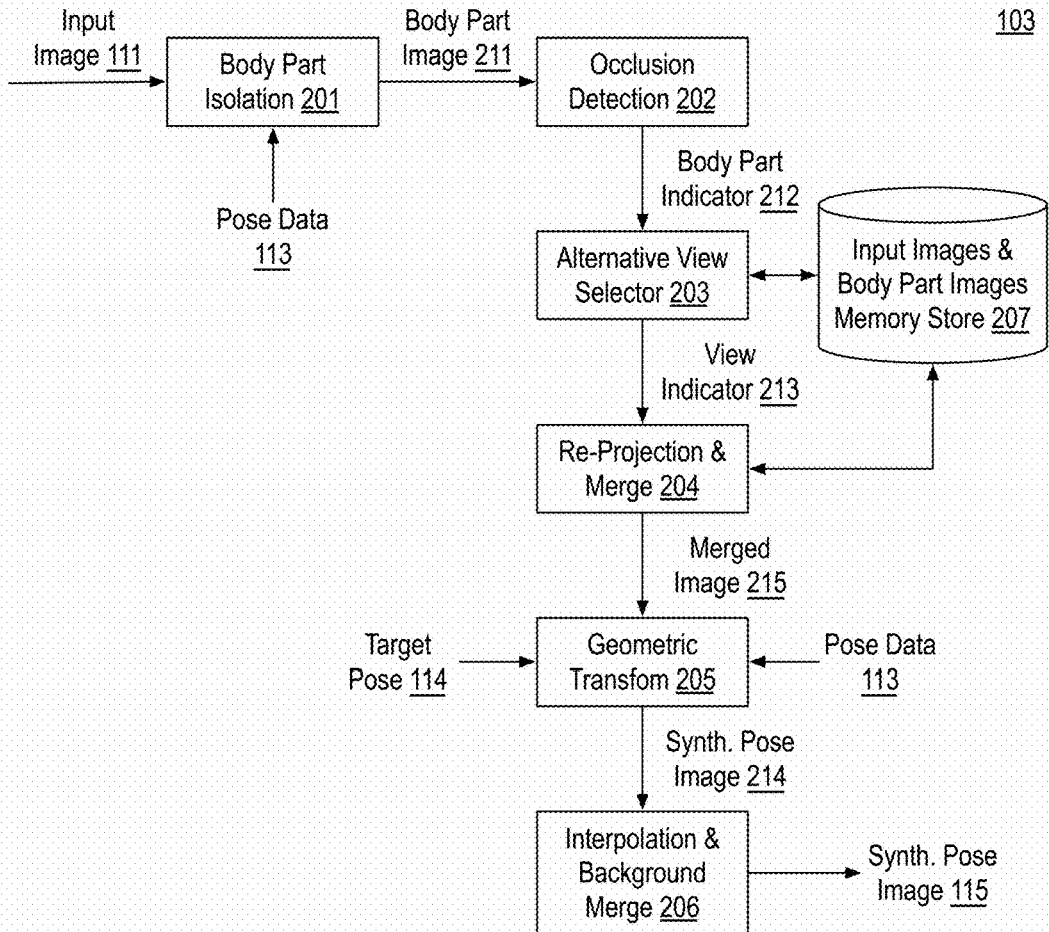 Input
Image 111
Body Part
Image 211
103
Body Part
Isolation 201
Occlusion
Detection 202
Pose Data
113
Body Part
Indicator 212
Alternative View
Selector 203
Input Images &
Body Part Images
Memory Store 207
View
Indicator 213
Re-Projection &
Merge 204
Merged
Image 215
Target
Pose 114
Geometric
Transfom 205
Pose Data
113
Synth. Pose
Image 214
Interpolation &
Background
Merge 206
Synth. Pose
Image 115